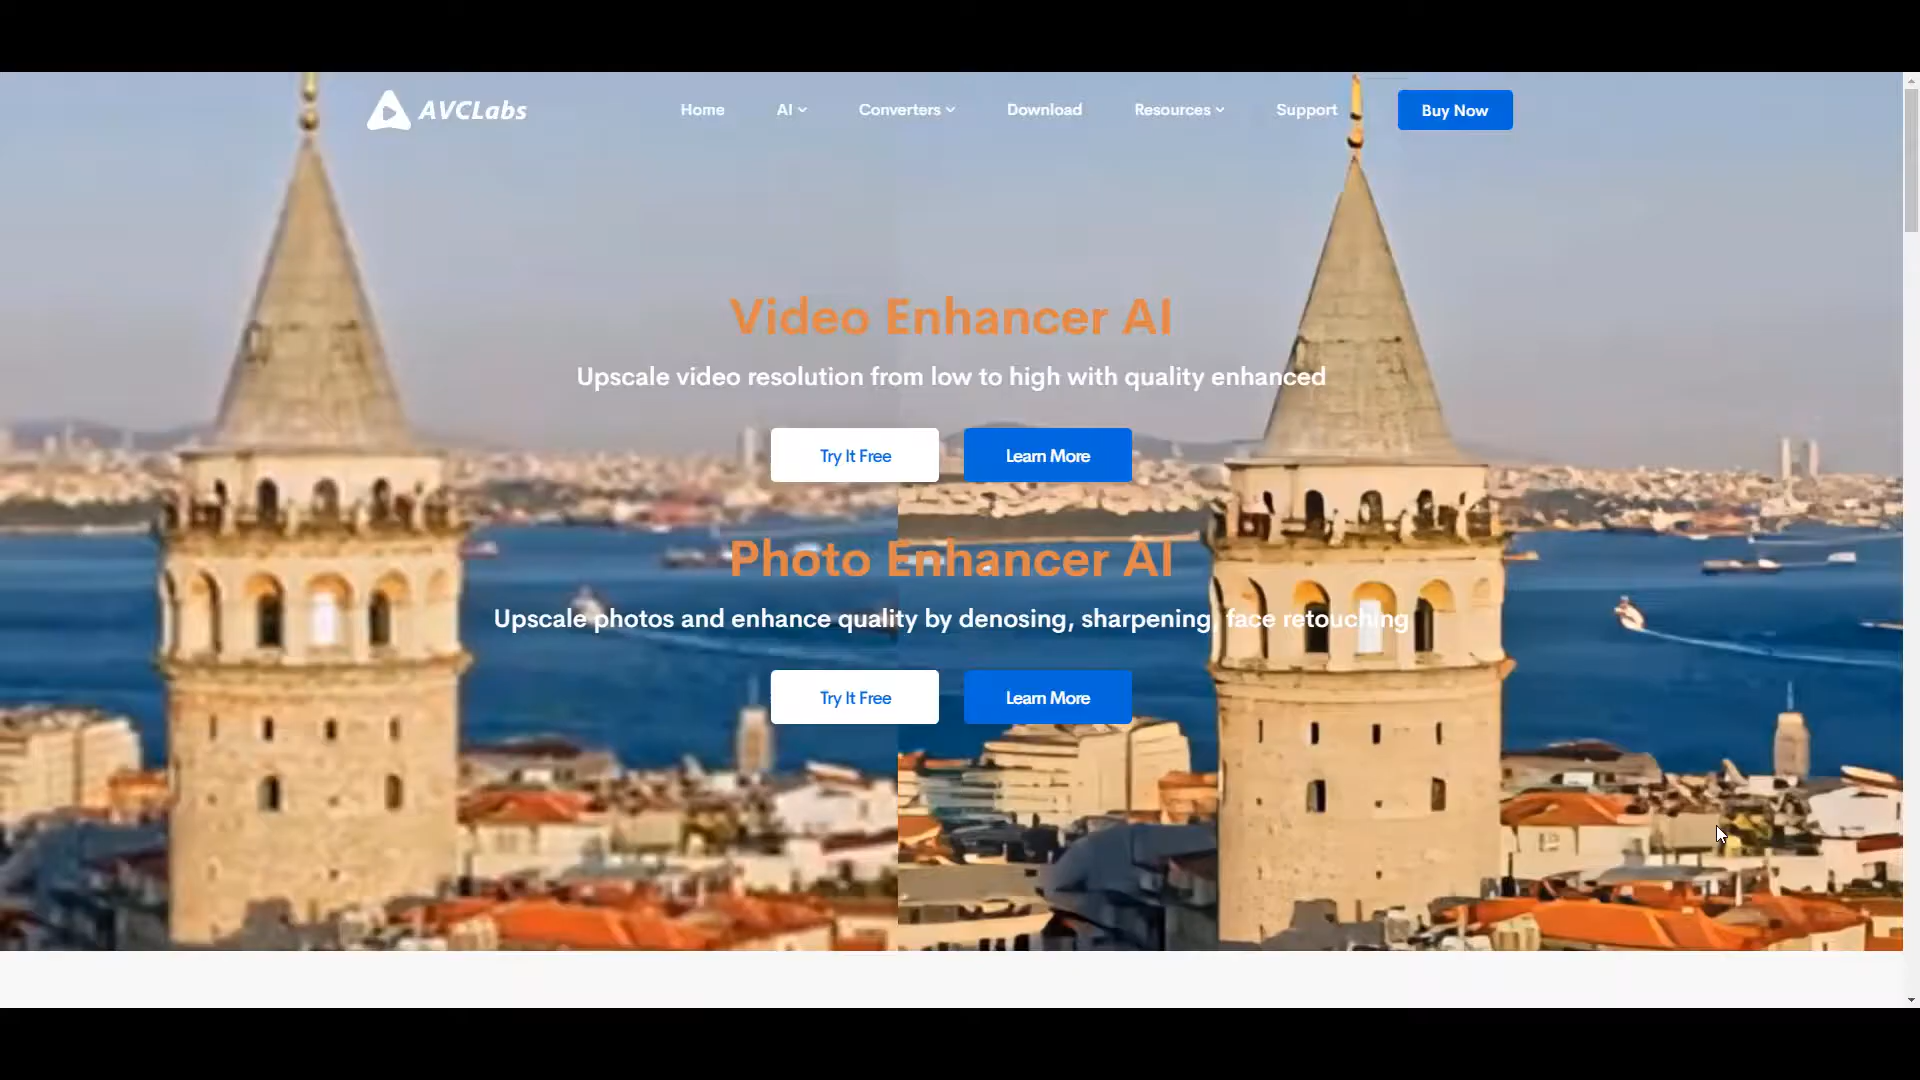 AVCLabs
Home AI Converters Download Resources Support Buy Now
Video Enhancer AI
Upscale video resolution from low to high with quality enhanced
Try It Free Learn More
Photo Enhancer AI
Upscale photos and enhance quality by denosing, sharpening, face retouching
Try It Free Learn More